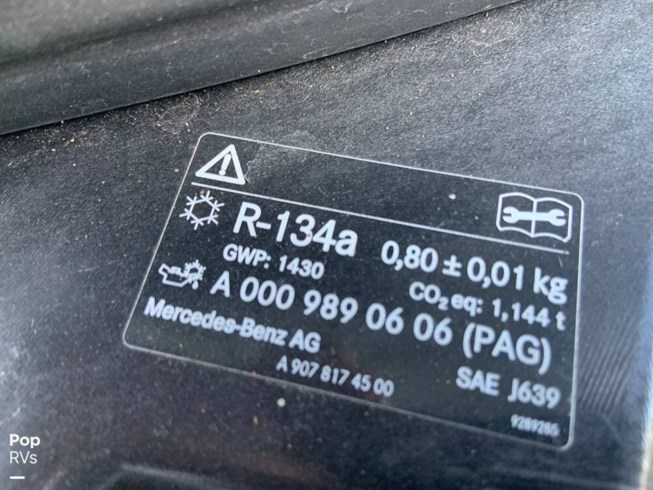 R-134a 0,80 ± 0,01 kg
GWP: 1430 CO₂ eq: 1,144 t
A 000 989 06 06 (PAG)
Mercedes-Benz AG SAE J639
A 907 817 45 00
9289285
Pop
RVs